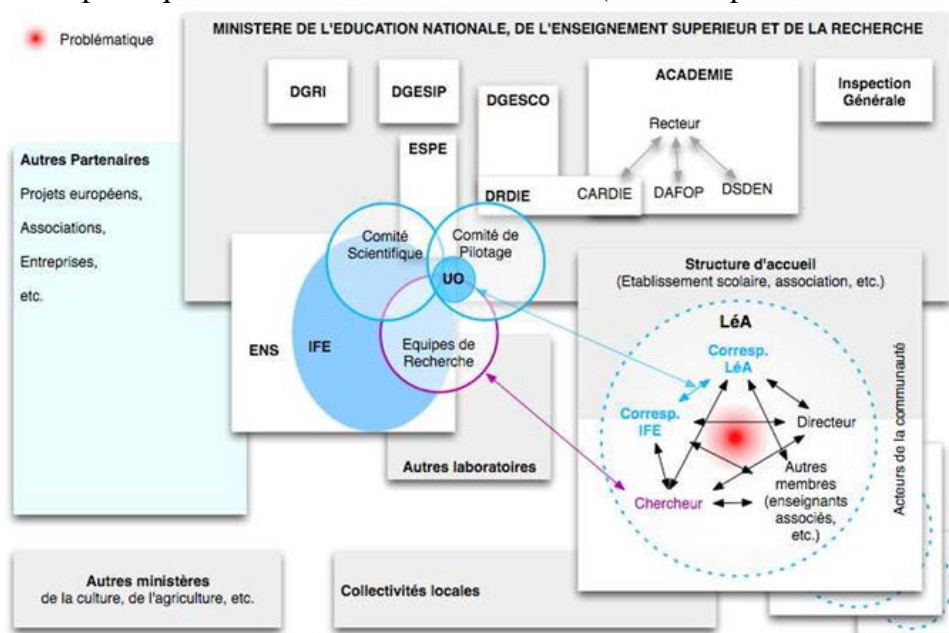 Problématique
MINISTERE DE L'EDUCATION NATIONALE, DE L'ENSEIGNEMENT SUPERIEUR ET DE LA RECHERCHE
DGRI
DGESIP
DGESCO
ACADEMIE
Recteur
Inspection
Générale
ESPE
DRDIE
CARDIE
DAFOP
DSDEN
Autres Partenaires
Projets européens,
Associations,
Entreprises,
etc.
Comité
Scientifique
Comité de
Pilotage
UO
ENS
IFE
Equipes de
Recherche
Autres laboratoires
Structure d'accueil
(Etablissement scolaire, association, etc.)
LéA
Corresp.
LéA
Corresp.
IFE
Directeur
Chercheur
Autres
membres
(enseignants
associés,
etc.)
Acteurs de la communauté
Autres ministères
de la culture, de l'agriculture, etc.
Collectivités locales